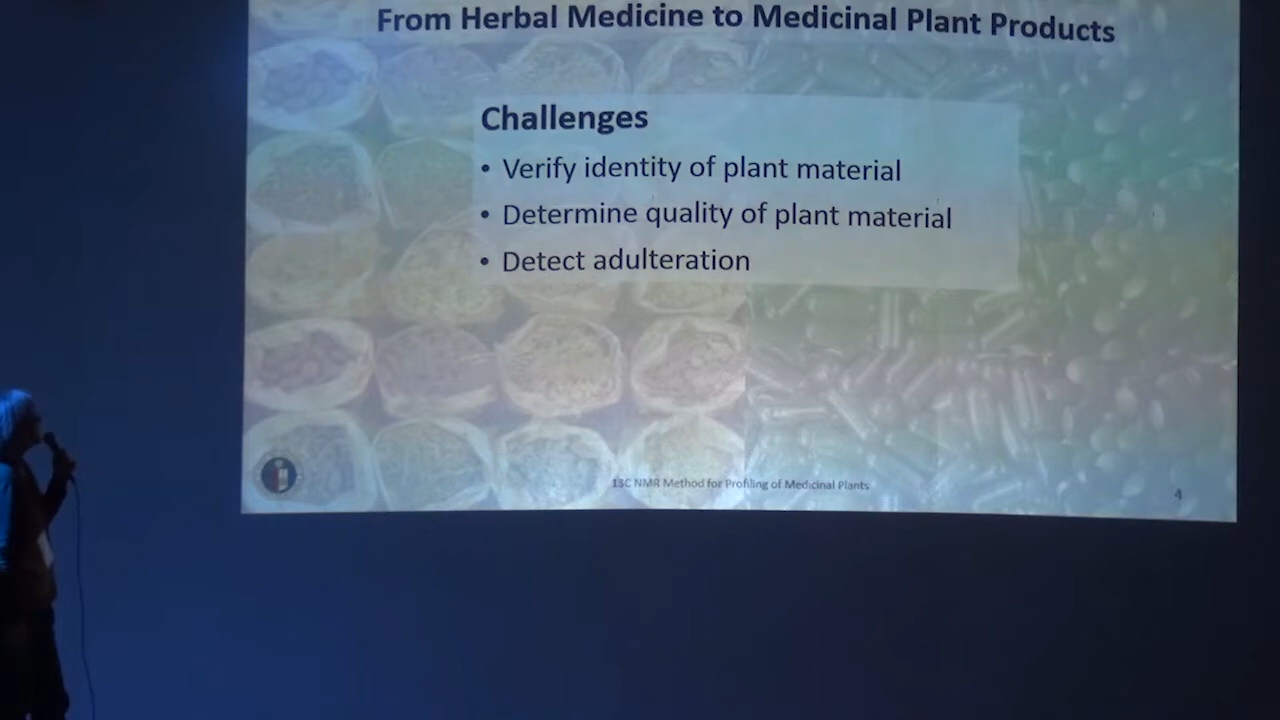 From Herbal Medicine to Medicinal Plant Products
Challenges
• Verify identity of plant material
• Determine quality of plant material
• Detect adulteration
13C NMR Method for Profiling of Medicinal Plants
4